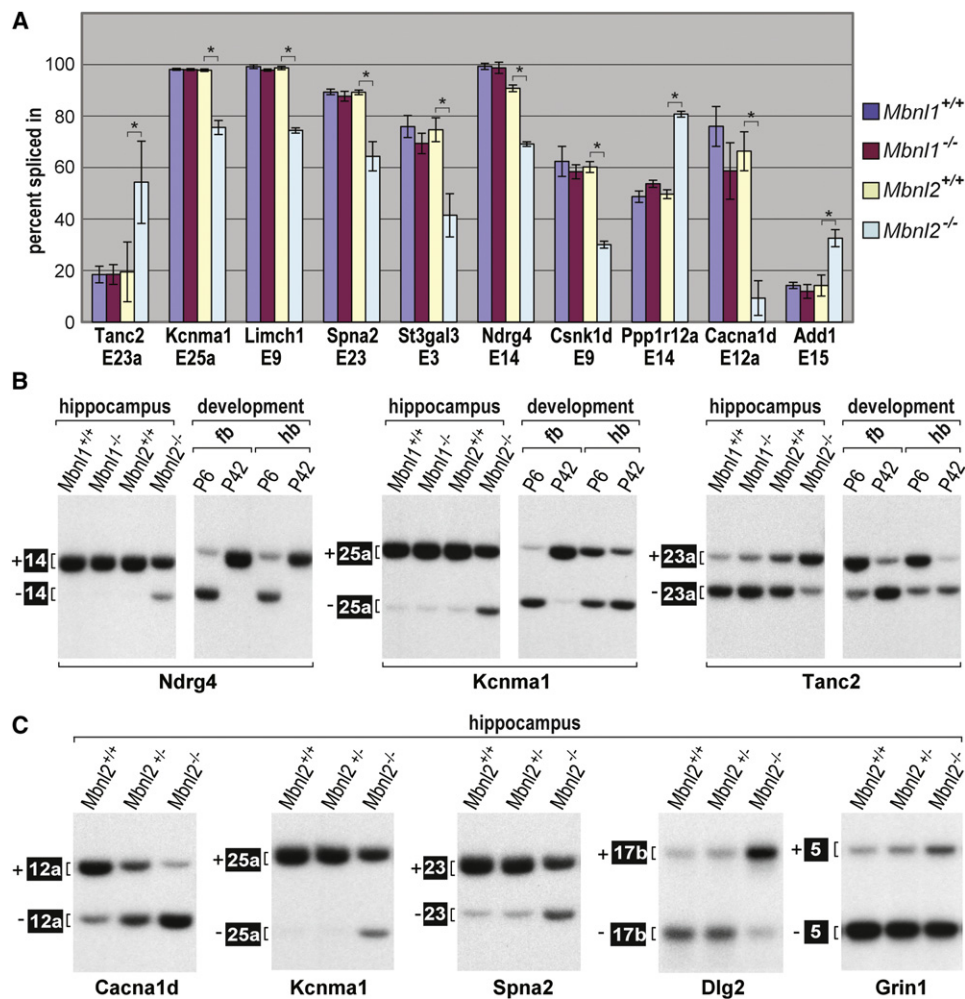 A
percent spliced in
100
80
60
40
20
0
* * * * * * * * * *
Tanc2 Kcnma1 Limch1 Spna2 St3gal3 Ndrg4 Csnk1d Ppp1r12a Cacna1d Add1
E23a E25a E9 E23 E3 E14 E9 E14 E12a E15
Mbnl1+/+
Mbnl1-/-
Mbnl2+/+
Mbnl2-/-
B
hippocampus development
fb hb
Mbnl1+/+ Mbnl1-/- Mbnl2+/+ Mbnl2-/- P6 P42 P6 P42
+ 14
- 14
Ndrg4
hippocampus development
fb hb
Mbnl1+/+ Mbnl1-/- Mbnl2+/+ Mbnl2-/- P6 P42 P6 P42
+ 25a
- 25a
Kcnma1
hippocampus development
fb hb
Mbnl1+/+ Mbnl1-/- Mbnl2+/+ Mbnl2-/- P6 P42 P6 P42
+ 23a
- 23a
Tanc2
C
hippocampus
Mbnl2+/+ Mbnl2+/- Mbnl2-/-
+ 12a
- 12a
Cacna1d
Mbnl2+/+ Mbnl2+/- Mbnl2-/-
+ 25a
- 25a
Kcnma1
Mbnl2+/+ Mbnl2+/- Mbnl2-/-
+ 23
- 23
Spna2
Mbnl2+/+ Mbnl2+/- Mbnl2-/-
+ 17b
- 17b
Dlg2
Mbnl2+/+ Mbnl2+/- Mbnl2-/-
+ 5
- 5
Grin1